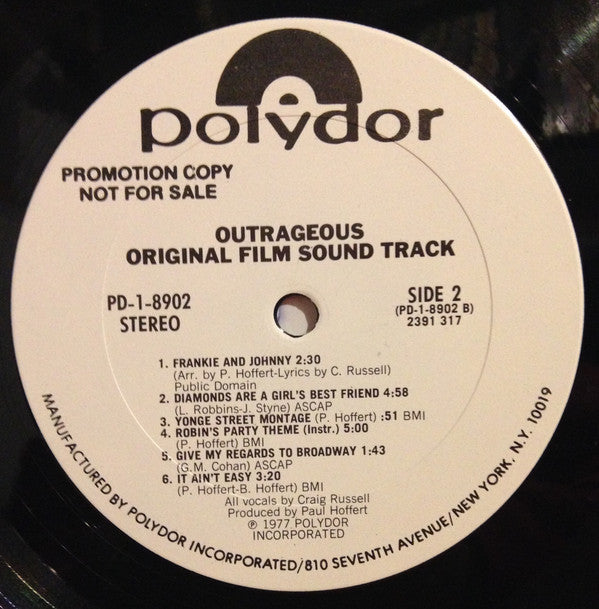 polydor
PROMOTION COPY
NOT FOR SALE
OUTRAGEOUS
ORIGINAL FILM SOUND TRACK
PD-1-8902
STEREO
SIDE 2
(PD-1-8902 B)
2391 317
1. FRANKIE AND JOHNNY 2:30
(Arr. by P. Hoffert-Lyrics by C. Russell)
Public Domain
2. DIAMONDS ARE A GIRL'S BEST FRIEND 4:58
(L. Robbins-J. Styne) ASCAP
3. YONGE STREET MONTAGE (P. Hoffert) :51 BMI
4. ROBIN'S PARTY THEME (Instr.) 5:00
(P. Hoffert) BMI
5. GIVE MY REGARDS TO BROADWAY 1:43
(G.M. Cohan) ASCAP
6. IT AIN'T EASY 3:20
(P. Hoffert-B. Hoffert) BMI
All vocals by Craig Russell
Produced by Paul Hoffert
℗ 1977 POLYDOR
INCORPORATED
MANUFACTURED BY POLYDOR INCORPORATED/810 SEVENTH AVENUE/NEW YORK, N.Y. 10019